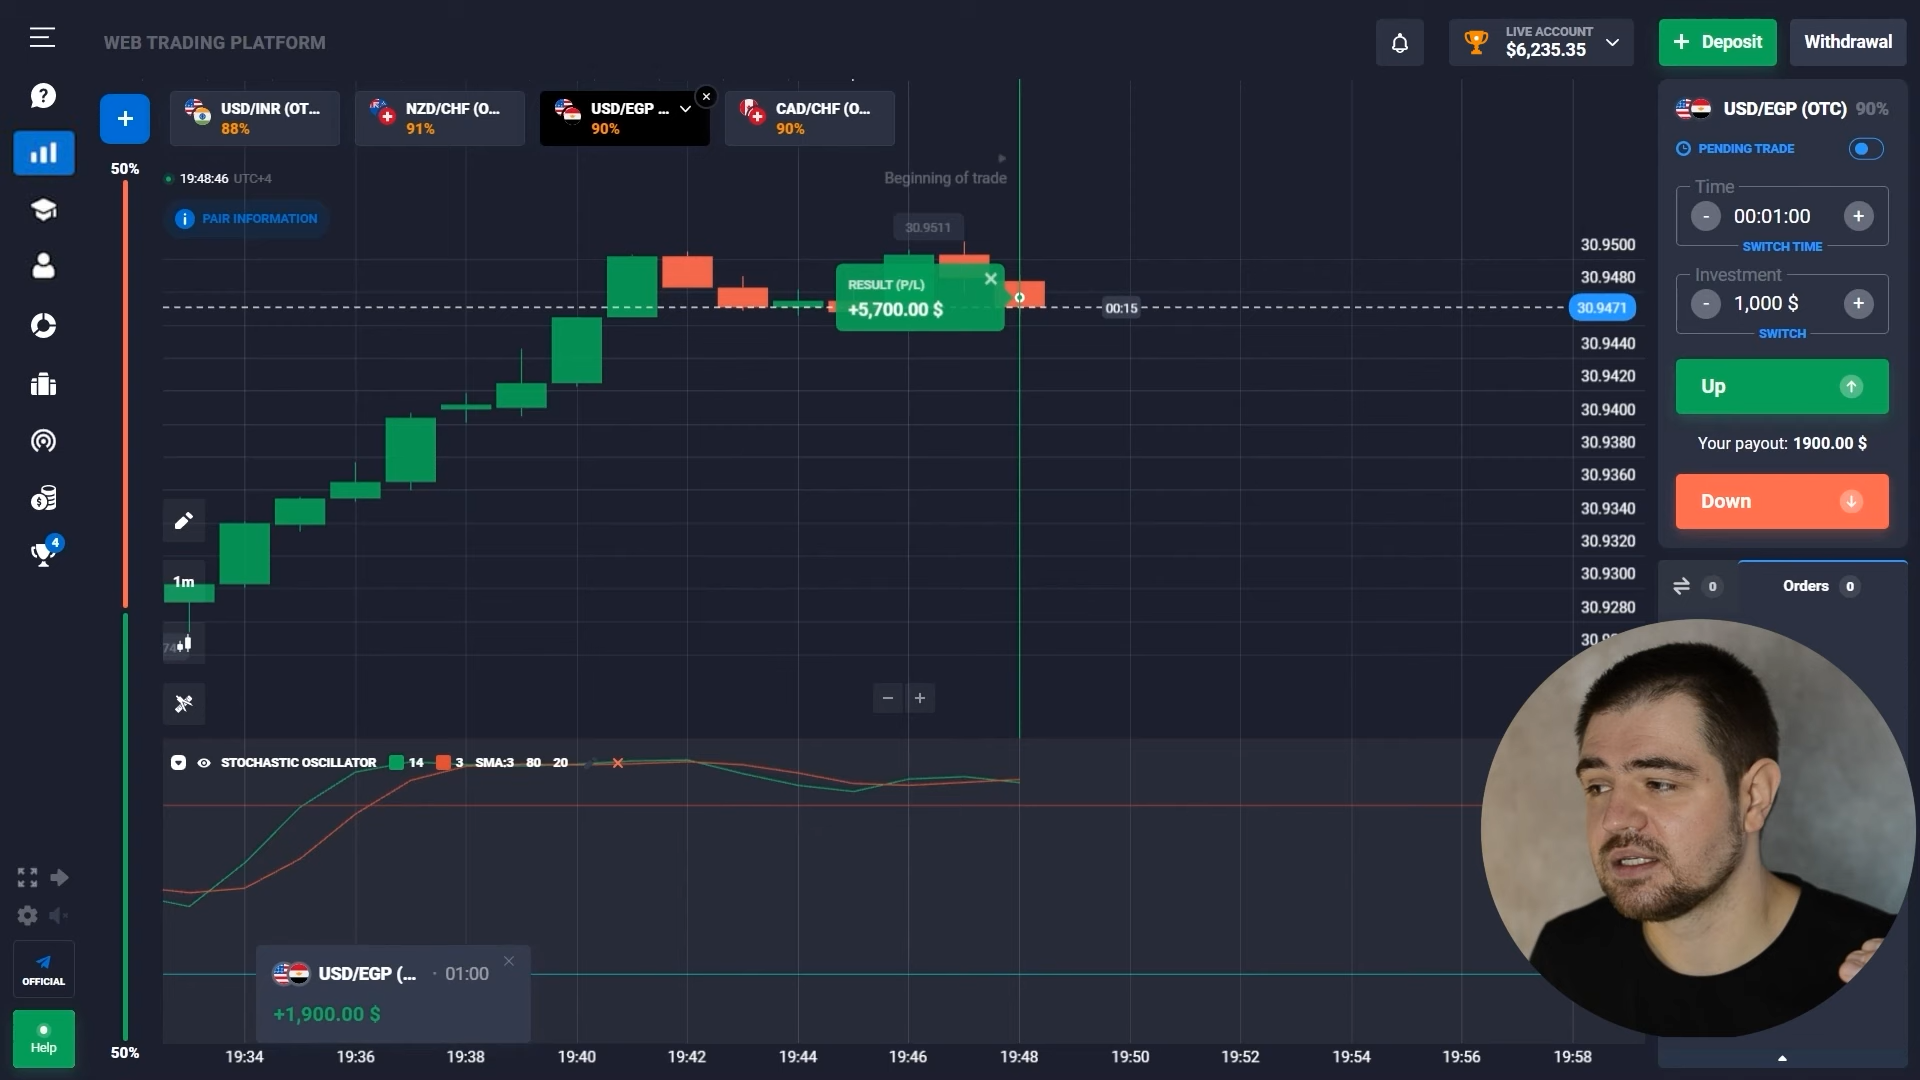 WEB TRADING PLATFORM
LIVE ACCOUNT
$6,235.35
+ Deposit
Withdrawal
USD/INR (OT...
88%
NZD/CHF (O...
91%
USD/EGP ...
90%
CAD/CHF (O...
90%
50%
19:48:46 UTC+4
PAIR INFORMATION
Beginning of trade
30.9511
RESULT (P/L)
+5,700.00 $
00:15
30.9500
30.9480
30.9471
30.9440
30.9420
30.9400
30.9380
30.9360
30.9340
30.9320
30.9300
30.9280
USD/EGP (OTC) 90%
PENDING TRADE
Time
- 00:01:00 +
SWITCH TIME
Investment
- 1,000 $ +
SWITCH
Up
Your payout: 1900.00 $
Down
0
Orders 0
1m
4
STOCHASTIC OSCILLATOR 14 3 SMA:3 80 20
USD/EGP (... · 01:00
+1,900.00 $
OFFICIAL
Help
50%
19:34 19:36 19:38 19:40 19:42 19:44 19:46 19:48 19:50 19:52 19:54 19:56 19:58